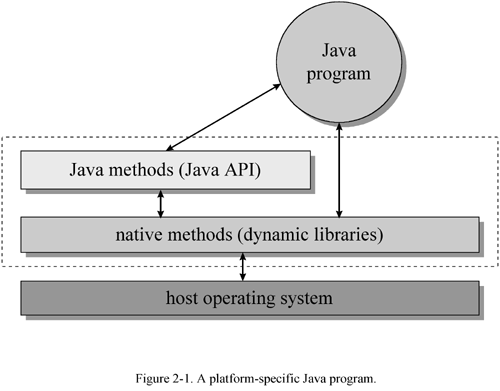 Java
program
Java methods (Java API)
native methods (dynamic libraries)
host operating system
Figure 2-1. A platform-specific Java program.